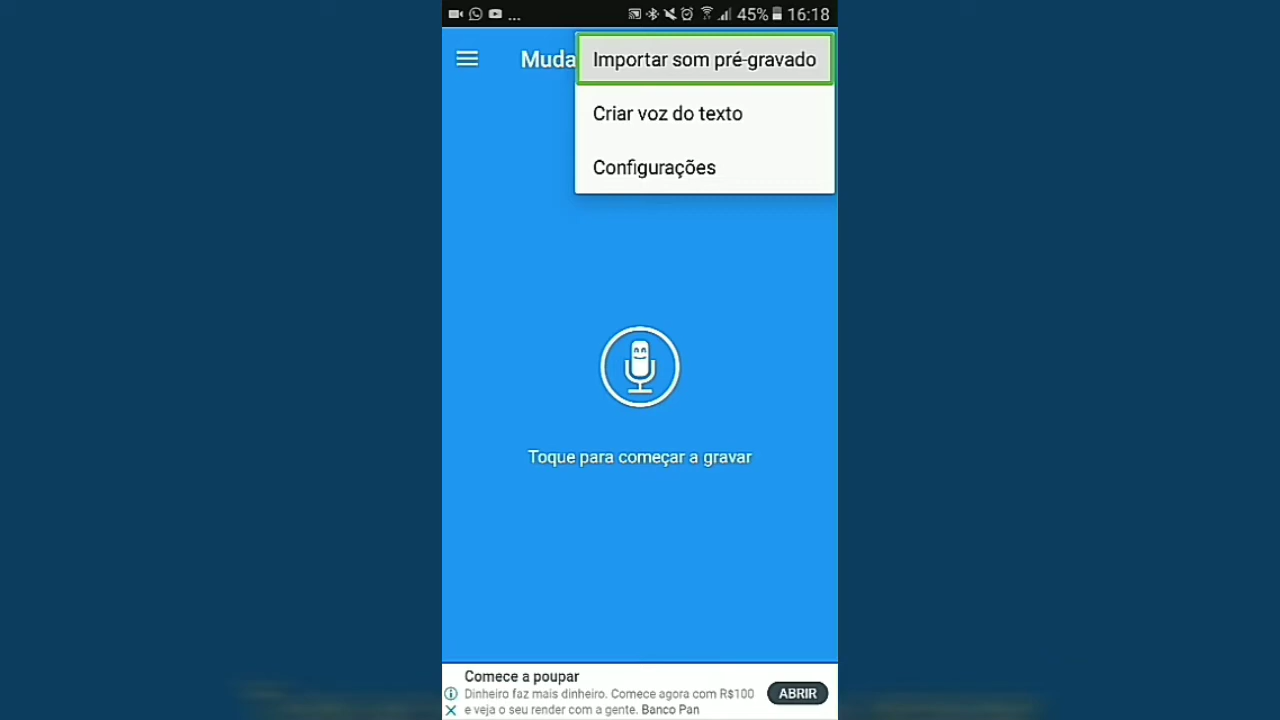 ... 45% 16:18
Muda
Importar som pré-gravado
Criar voz do texto
Configurações
Toque para começar a gravar
Comece a poupar
Dinheiro faz mais dinheiro. Comece agora com R$100
e veja o seu render com a gente. Banco Pan
ABRIR